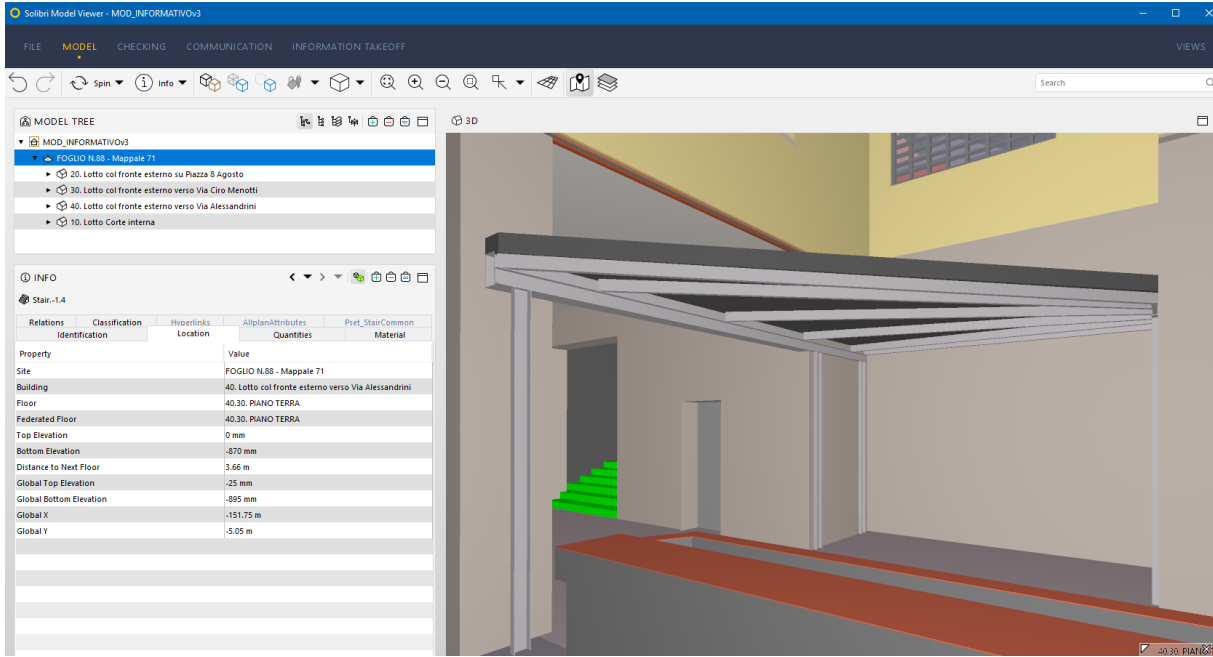 Solibri Model Viewer - MOD_INFORMATIVOv3
FILE MODEL CHECKING COMMUNICATION INFORMATION TAKEOFF VIEWS
Spin Info Search
MODEL TREE
MOD_INFORMATIVOv3
FOGLIO N.88 - Mappale 71
20. Lotto col fronte esterno su Piazza 8 Agosto
30. Lotto col fronte esterno verso Via Ciro Menotti
40. Lotto col fronte esterno verso Via Alessandrini
10. Lotto Corte interna
INFO
Stair.-1.4
Relations Classification Hyperlinks AllplanAttributes Pset_StairCommon
Identification Location Quantities Material
Property Value
Site FOGLIO N.88 - Mappale 71
Building 40. Lotto col fronte esterno verso Via Alessandrini
Floor 40.30. PIANO TERRA
Federated Floor 40.30. PIANO TERRA
Top Elevation 0 mm
Bottom Elevation -870 mm
Distance to Next Floor 3.66 m
Global Top Elevation -25 mm
Global Bottom Elevation -895 mm
Global X -151.75 m
Global Y -5.05 m
3D
40.30. PIAN